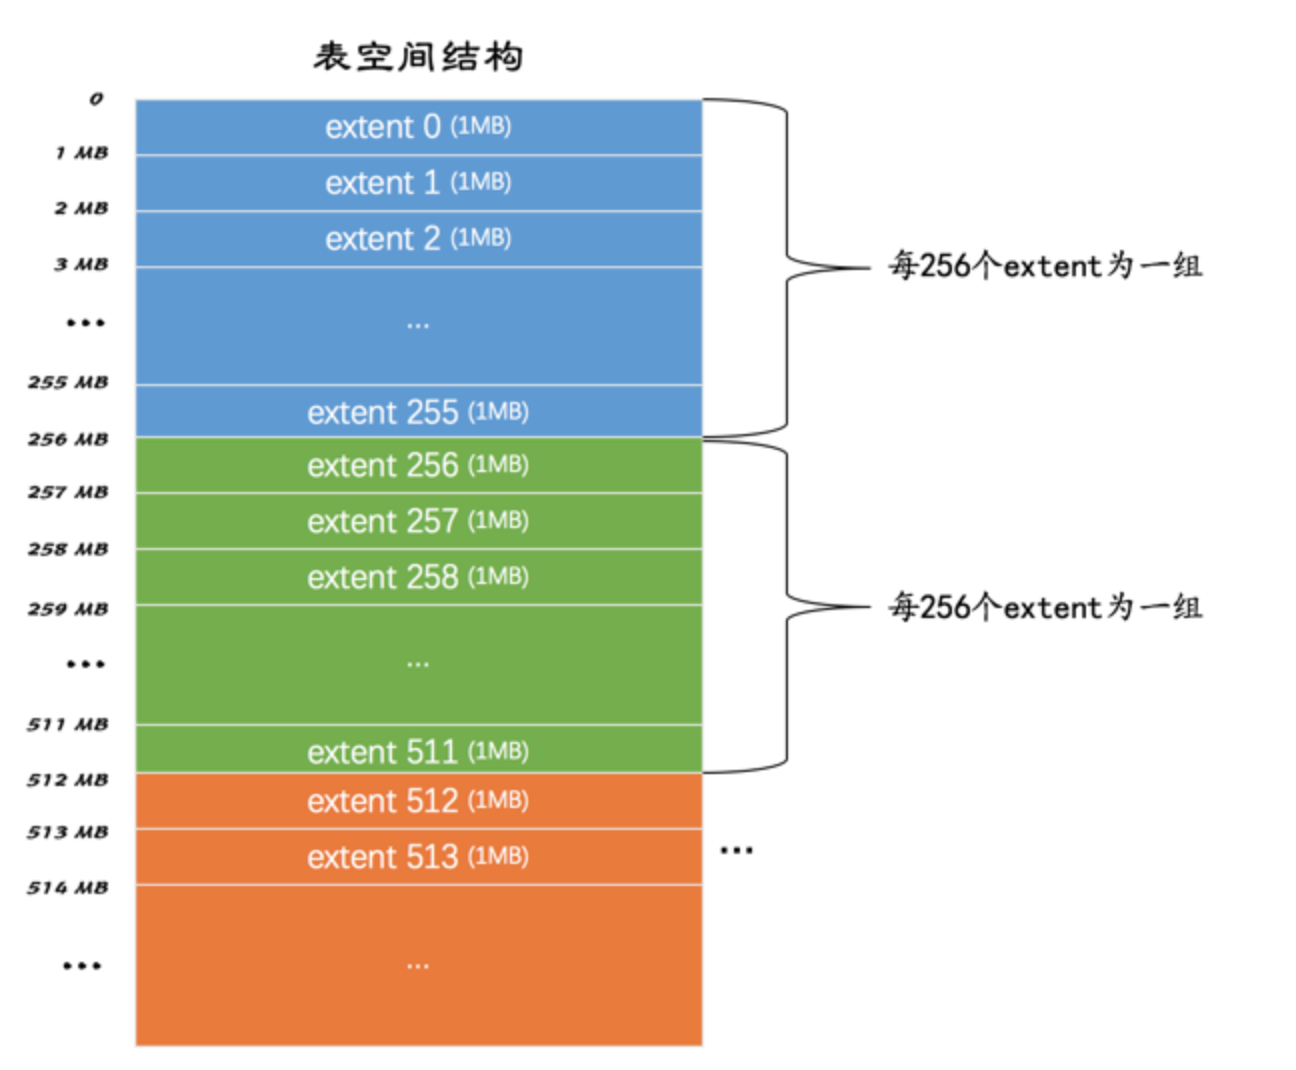 表空间结构
0
extent 0 (1MB)
1 MB
extent 1 (1MB)
2 MB
extent 2 (1MB)
3 MB
每256个extent为一组
...
...
255 MB
extent 255 (1MB)
256 MB
extent 256 (1MB)
257 MB
extent 257 (1MB)
258 MB
extent 258 (1MB)
259 MB
每256个extent为一组
...
...
511 MB
extent 511 (1MB)
512 MB
extent 512 (1MB)
513 MB
extent 513 (1MB)
...
514 MB
...
...